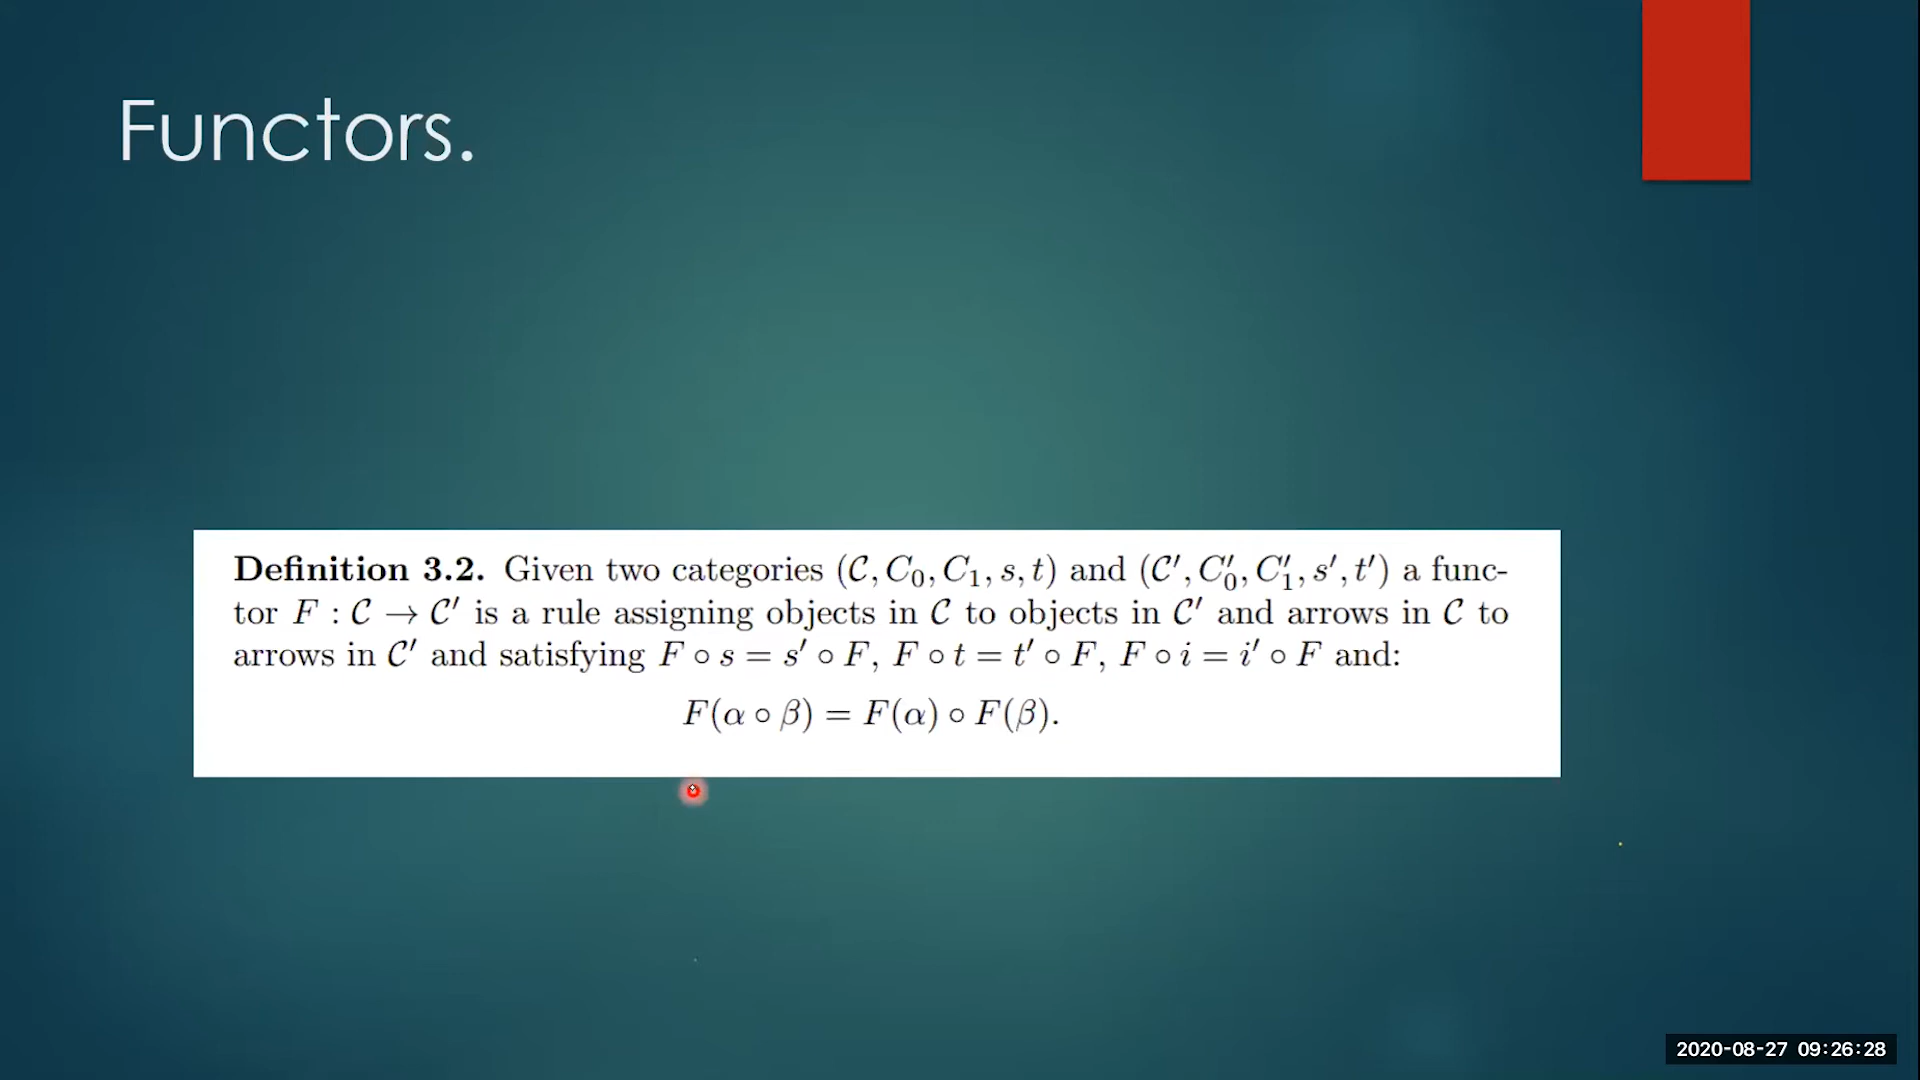 Functors.
Definition 3.2. Given two categories (𝒞, C₀, C₁, s, t) and (𝒞′, C′₀, C′₁, s′, t′) a func-
tor F : 𝒞 → 𝒞′ is a rule assigning objects in 𝒞 to objects in 𝒞′ and arrows in 𝒞 to
arrows in 𝒞′ and satisfying F ∘ s = s′ ∘ F, F ∘ t = t′ ∘ F, F ∘ i = i′ ∘ F and:
F(α ∘ β) = F(α) ∘ F(β).
2020-08-27 09:26:28